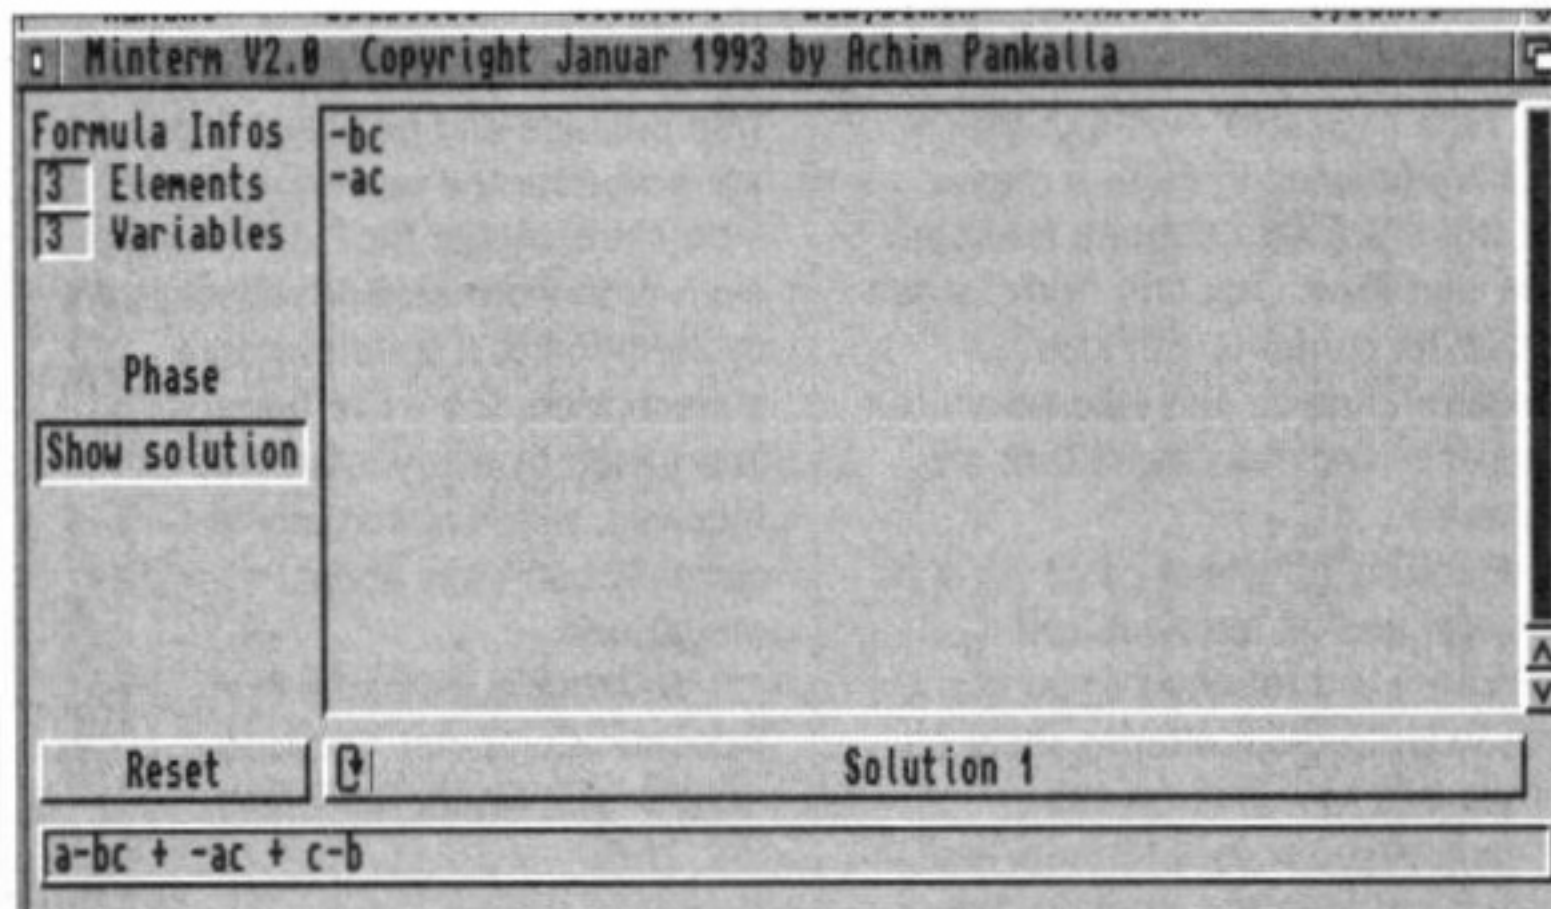 Minterm V2.0 Copyright Januar 1993 by Achim Pankalla
Formula Infos
3 Elements
3 Variables
Phase
Show solution
-bc
-ac
Reset
Solution 1
a-bc + -ac + c-b